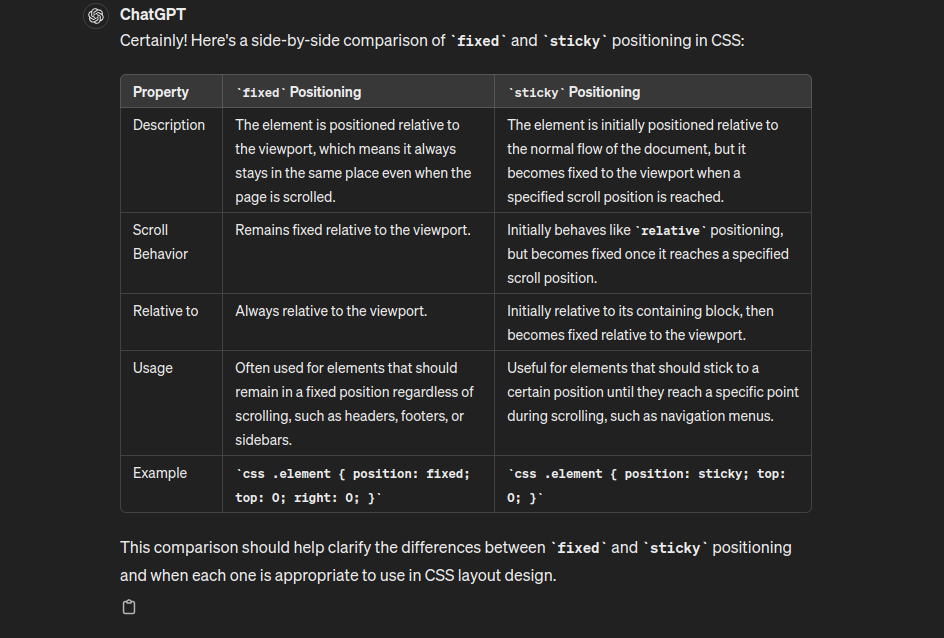 ChatGPT
Certainly! Here's a side-by-side comparison of `fixed` and `sticky` positioning in CSS:
Property `fixed` Positioning `sticky` Positioning
Description
The element is positioned relative to
the viewport, which means it always
stays in the same place even when the
page is scrolled.
The element is initially positioned relative to
the normal flow of the document, but it
becomes fixed to the viewport when a
specified scroll position is reached.
Scroll
Behavior
Remains fixed relative to the viewport.
Initially behaves like `relative` positioning,
but becomes fixed once it reaches a specified
scroll position.
Relative to
Always relative to the viewport.
Initially relative to its containing block, then
becomes fixed relative to the viewport.
Usage
Often used for elements that should
remain in a fixed position regardless of
scrolling, such as headers, footers, or
sidebars.
Useful for elements that should stick to a
certain position until they reach a specific point
during scrolling, such as navigation menus.
Example
`css .element { position: fixed;
top: 0; right: 0; }`
`css .element { position: sticky; top:
0; }`
This comparison should help clarify the differences between `fixed` and `sticky` positioning
and when each one is appropriate to use in CSS layout design.